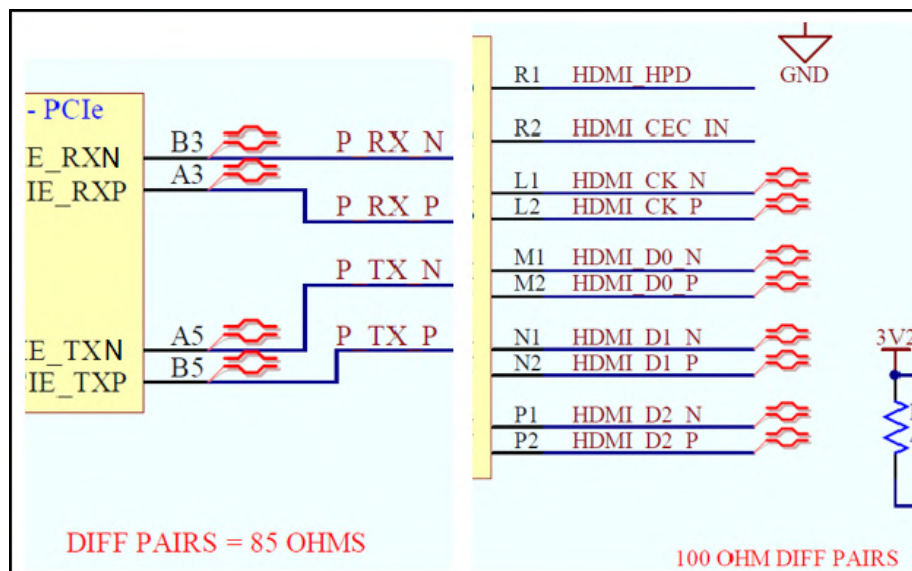 - PCIe
B3
P_RX_N
E_RXN
A3
IE_RXP
P_RX_P
P_TX_N
A5
P_TX_P
IE_TXN
B5
IE_TXP
DIFF PAIRS = 85 OHMS
GND
R1 HDMI_HPD
R2 HDMI_CEC_IN
L1 HDMI_CK_N
L2 HDMI_CK_P
M1 HDMI_D0_N
M2 HDMI_D0_P
N1 HDMI_D1_N
N2 HDMI_D1_P
P1 HDMI_D2_N
P2 HDMI_D2_P
3V2
100 OHM DIFF PAIRS